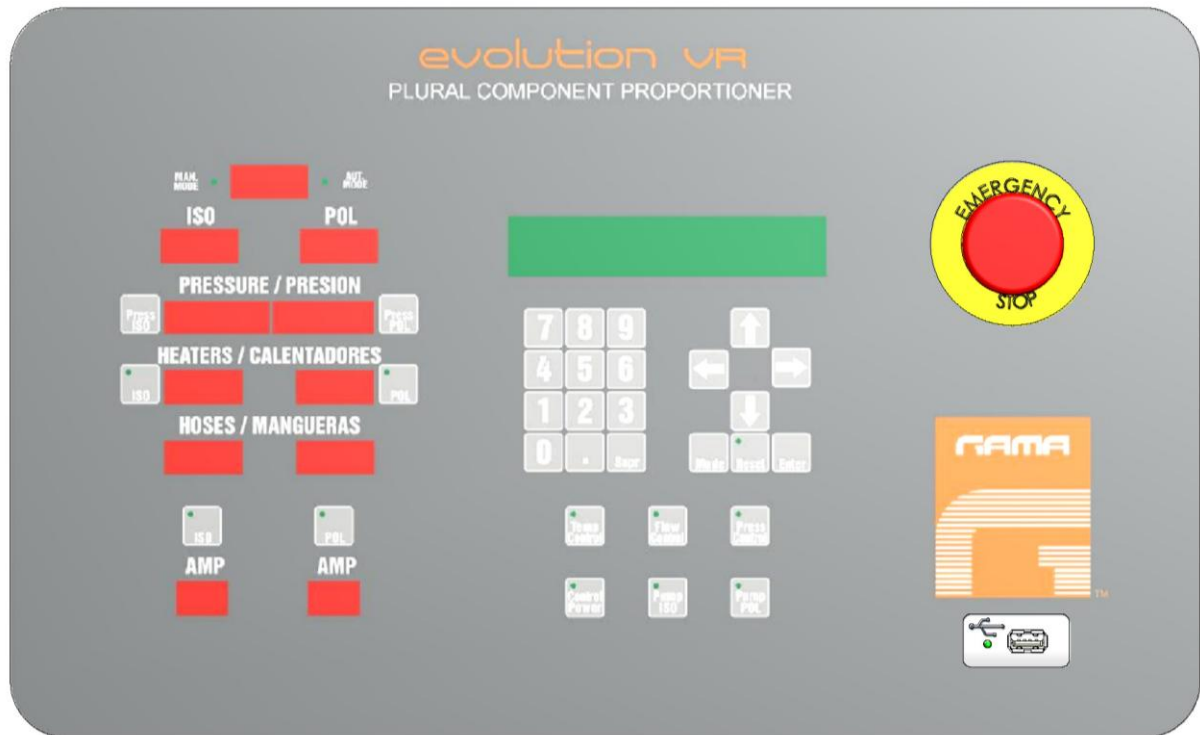 evolution VR
PLURAL COMPONENT PROPORTIONER
MAN. MODE
AUT. MODE
ISO
POL
PRESSURE / PRESION
Press ISO
Press POL
HEATERS / CALENTADORES
ISO
POL
HOSES / MANGUERAS
ISO
POL
AMP
AMP
7 8 9
4 5 6
1 2 3
0 . Supr
Mode Reset Enter
Temp Control
Flow Control
Press Control
Control Power
Pump ISO
Pump POL
EMERGENCY
STOP
GAMA
G
TM